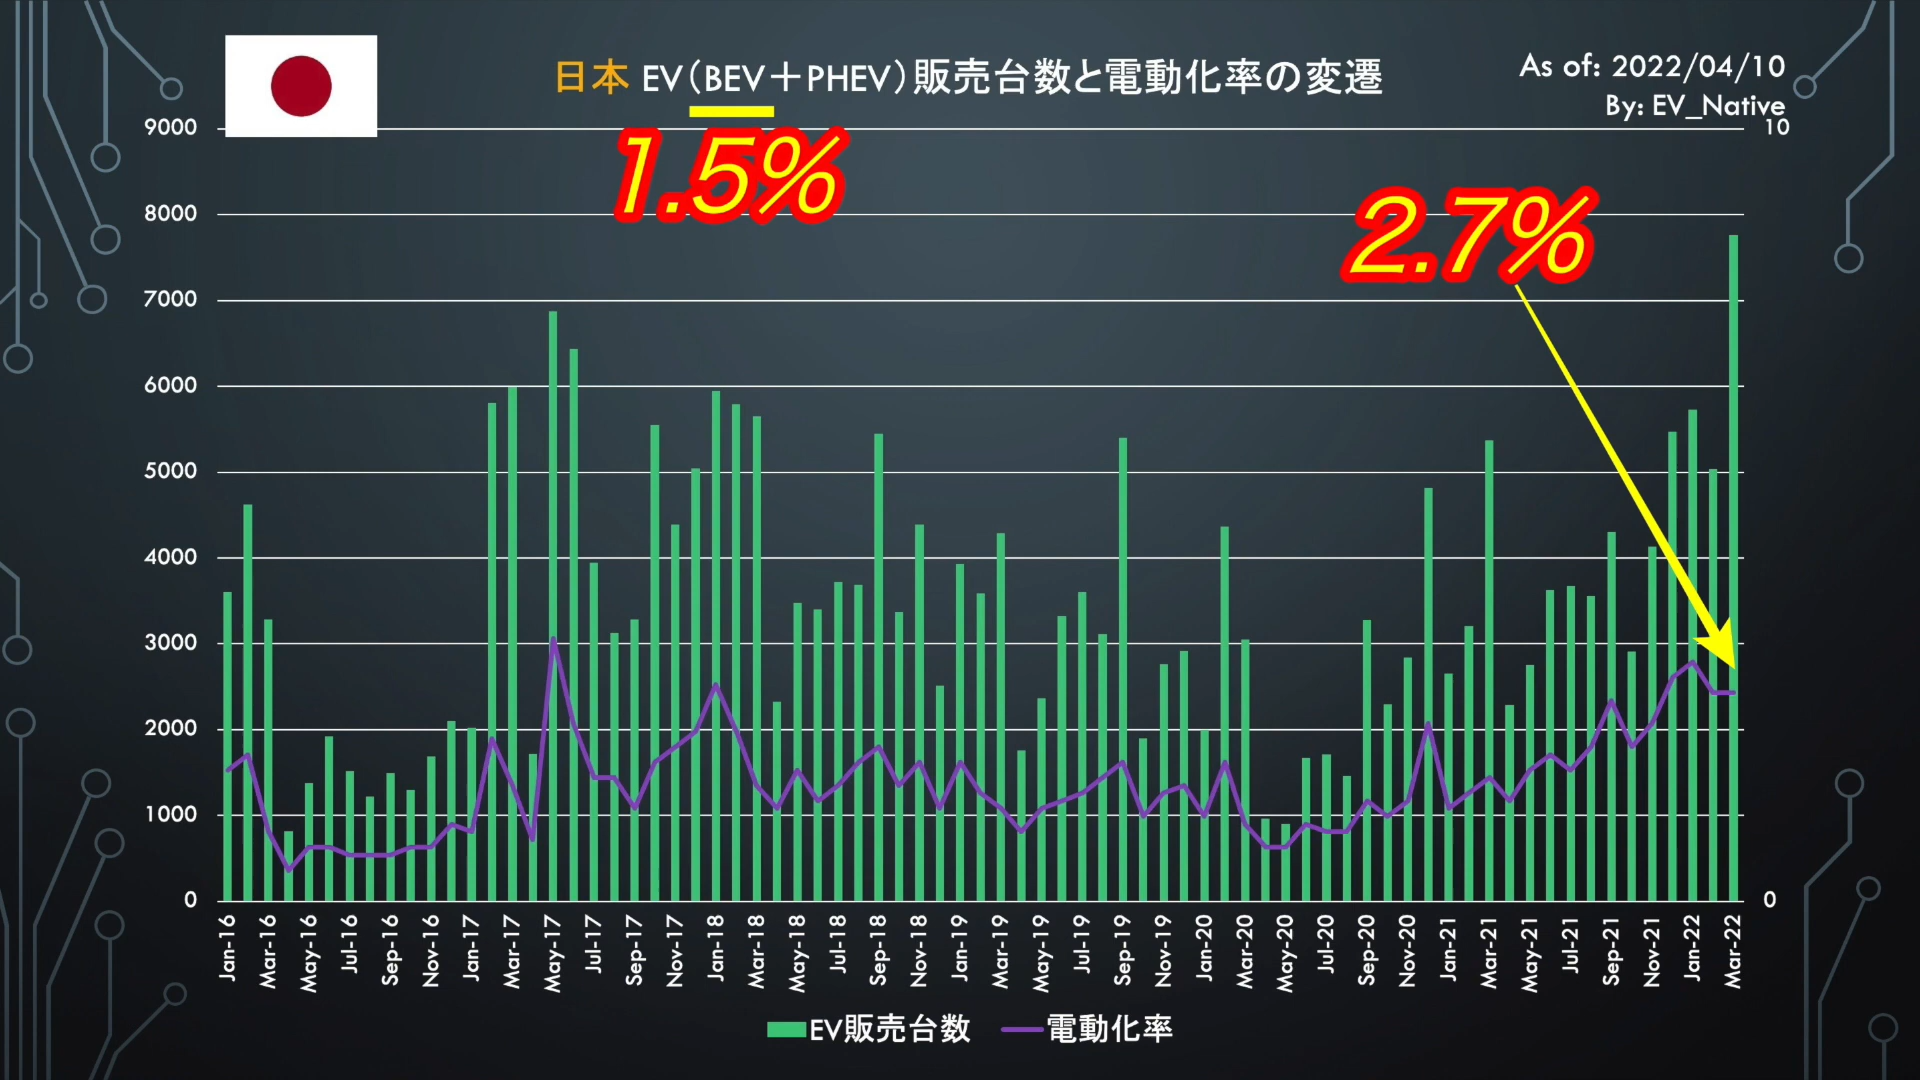 日本 EV（BEV＋PHEV）販売台数と電動化率の変遷
As of: 2022/04/10
By: EV_Native
1.5%
2.7%
9000
8000
7000
6000
5000
4000
3000
2000
1000
0
10
0
Jan-16
Mar-16
May-16
Jul-16
Sep-16
Nov-16
Jan-17
Mar-17
May-17
Jul-17
Sep-17
Nov-17
Jan-18
Mar-18
May-18
Jul-18
Sep-18
Nov-18
Jan-19
Mar-19
May-19
Jul-19
Sep-19
Nov-19
Jan-20
Mar-20
May-20
Jul-20
Sep-20
Nov-20
Jan-21
Mar-21
May-21
Jul-21
Sep-21
Nov-21
Jan-22
Mar-22
EV販売台数
電動化率